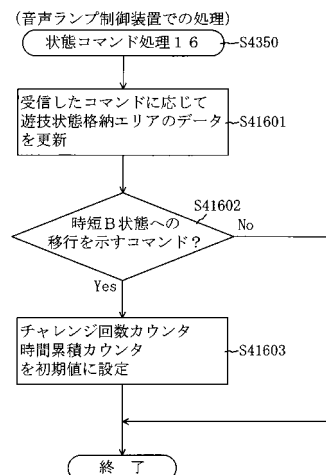 (音声ランプ制御装置での処理)
状態コマンド処理16
S4350
受信したコマンドに応じて
遊技状態格納エリアのデータ
を更新
S41601
S41602
時短B状態への
移行を示すコマンド?
No
Yes
チャレンジ回数カウンタ
時間累積カウンタ
を初期値に設定
S41603
終了